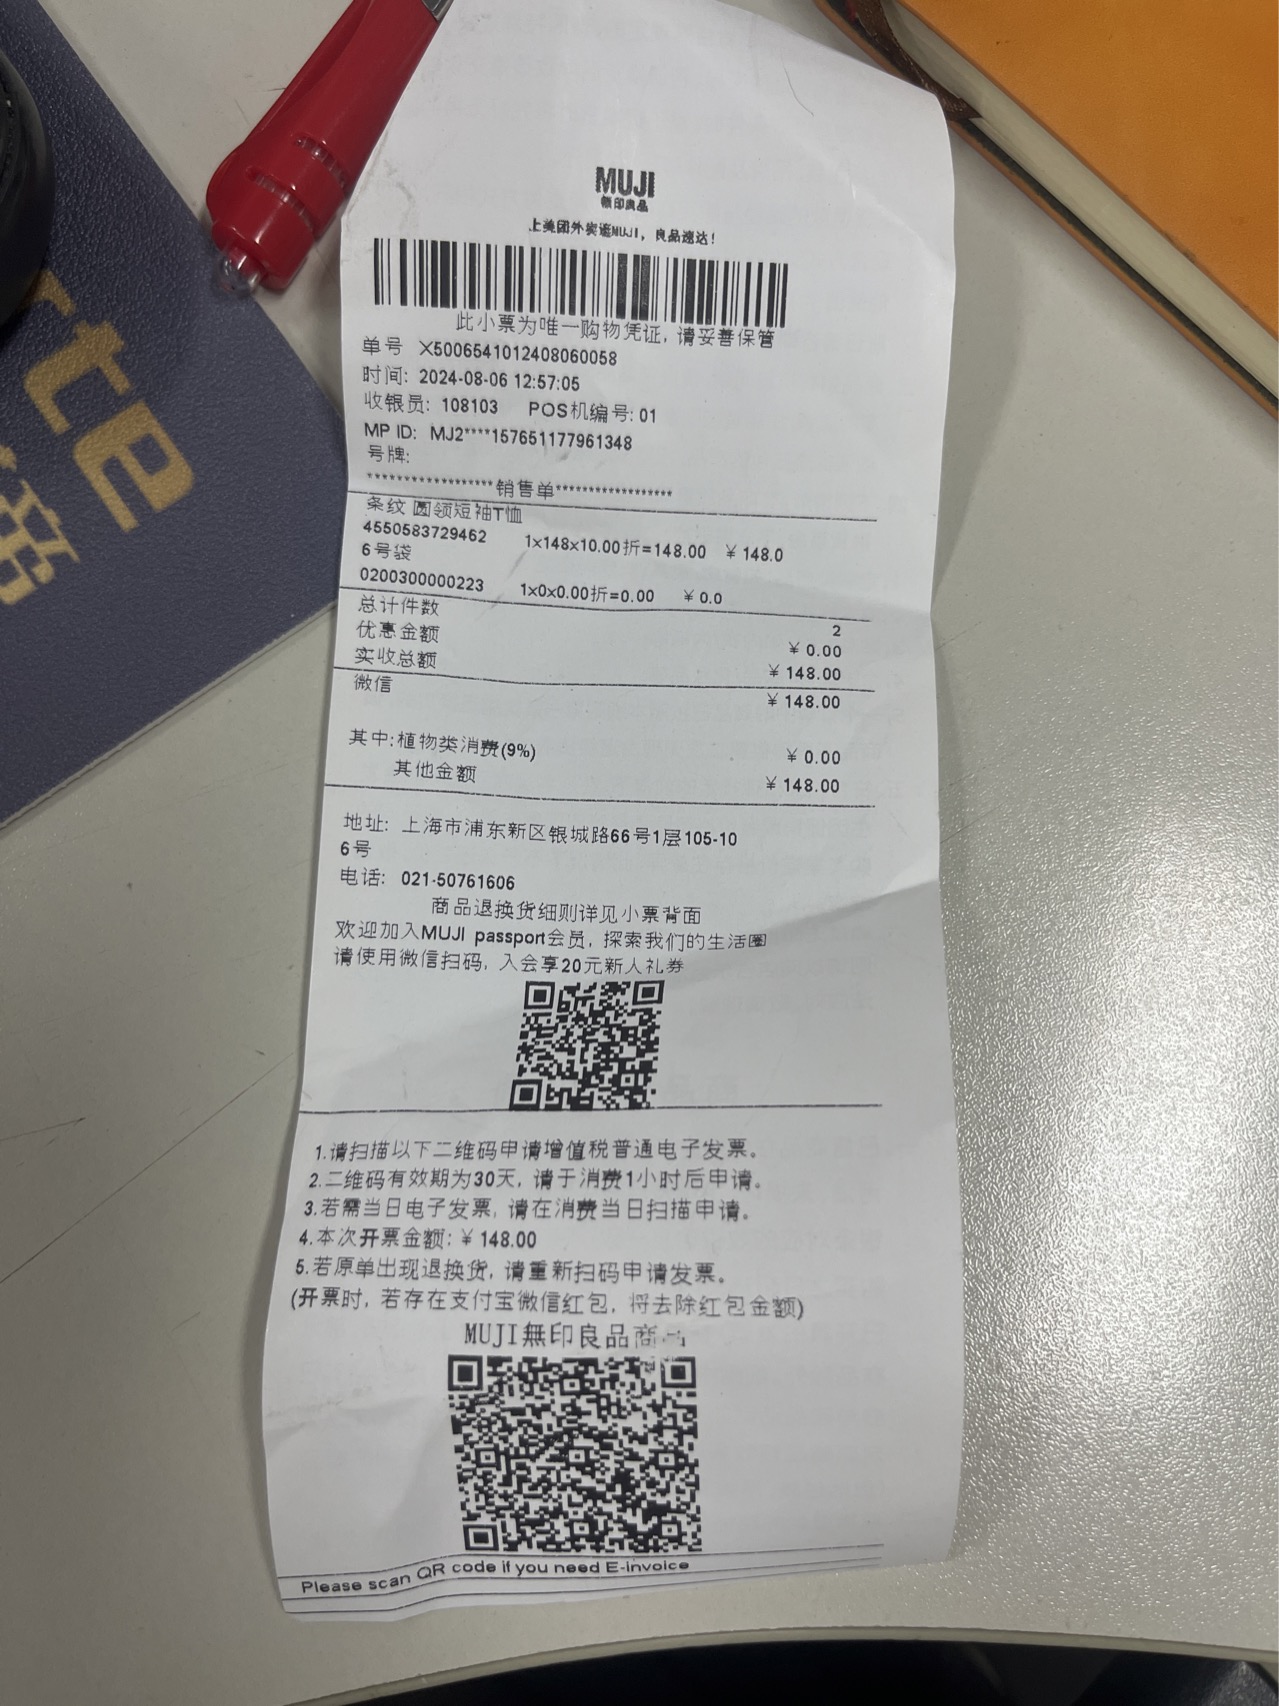 MUJI
無印良品
上美团外卖逛MUJI，良品速达！
此小票为唯一购物凭证，请妥善保管
单号 X5006541012408060058
时间：2024-08-06 12:57:05
收银员：108103 POS机编号：01
MP ID: MJ2****157651177961348
号牌：
******************销售单******************
条纹 圆领短袖T恤
4550583729462 1x148x10.00折=148.00 ￥148.0
6号袋
0200300000223 1x0x0.00折=0.00 ￥0.0
总计件数 2
优惠金额 ￥0.00
实收总额 ￥148.00
微信 ￥148.00
其中：植物类消费(9%) ￥0.00
其他金额 ￥148.00
地址：上海市浦东新区银城路66号1层105-10
6号
电话：021-50761606
商品退换货细则详见小票背面
欢迎加入MUJI passport会员，探索我们的生活圈
请使用微信扫码，入会享20元新人礼券
1.请扫描以下二维码申请增值税普通电子发票。
2.二维码有效期为30天，请于消费1小时后申请。
3.若需当日电子发票，请在消费当日扫描申请。
4.本次开票金额：￥148.00
5.若原单出现退换货，请重新扫码申请发票。
(开票时，若存在支付宝微信红包，将去除红包金额)
MUJI無印良品商
Please scan QR code if you need E-invoice
rte